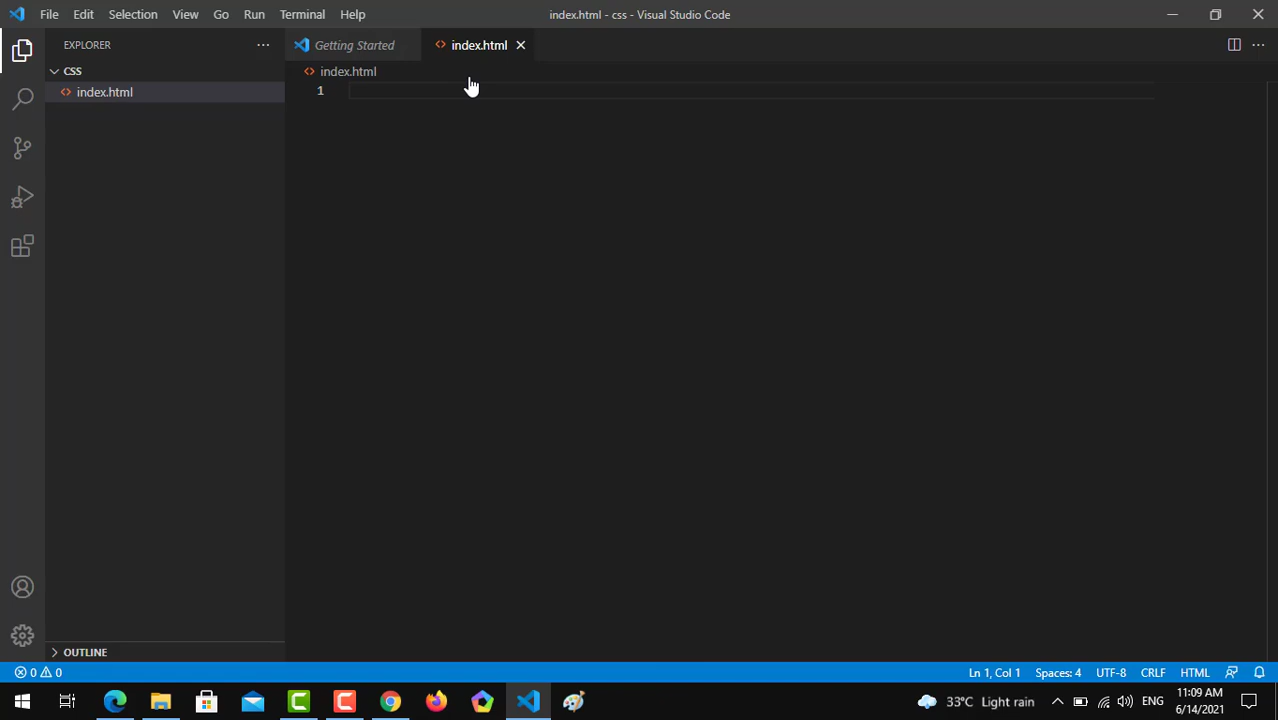 File Edit Selection View Go Run Terminal Help
index.html - css - Visual Studio Code
EXPLORER
Getting Started
index.html
CSS
index.html
index.html
1
OUTLINE
0 0
Ln 1, Col 1 Spaces: 4 UTF-8 CRLF HTML
33°C Light rain
ENG
11:09 AM
6/14/2021